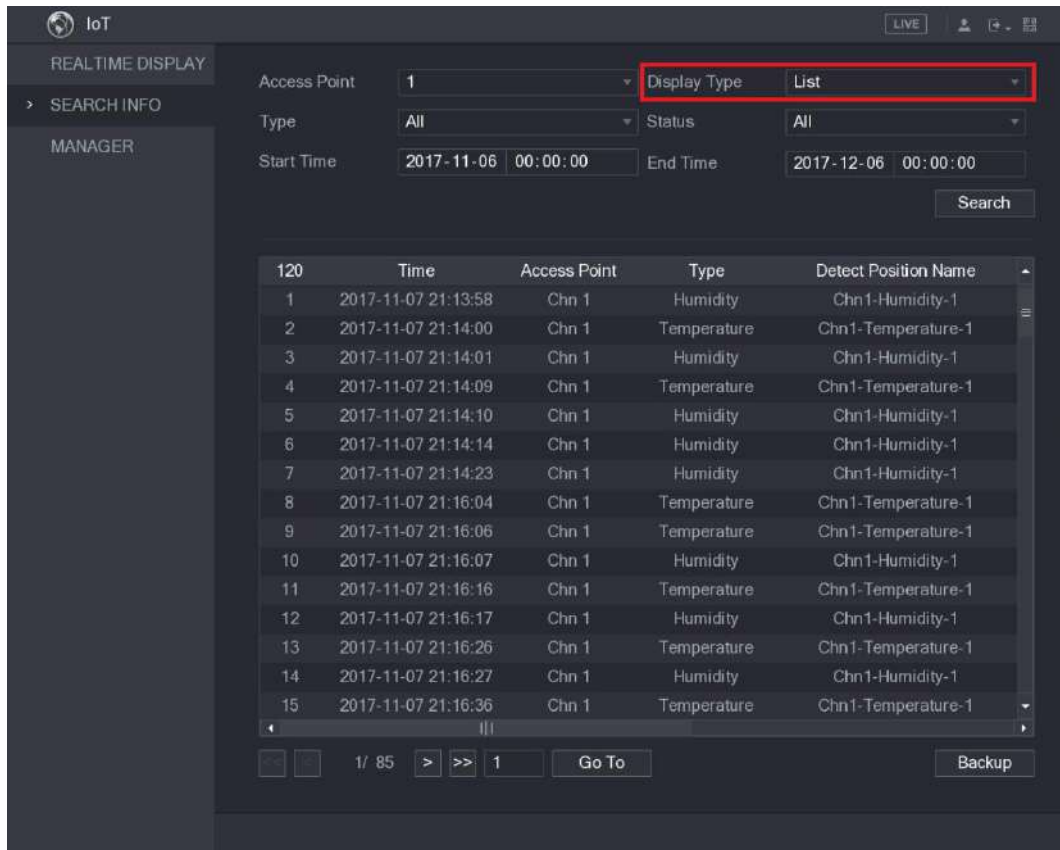 IoT LIVE
REALTIME DISPLAY
SEARCH INFO
MANAGER
Access Point 1 Display Type List
Type All Status All
Start Time 2017-11-06 00:00:00 End Time 2017-12-06 00:00:00
Search
120 Time Access Point Type Detect Position Name
1 2017-11-07 21:13:58 Chn 1 Humidity Chn1-Humidity-1
2 2017-11-07 21:14:00 Chn 1 Temperature Chn1-Temperature-1
3 2017-11-07 21:14:01 Chn 1 Humidity Chn1-Humidity-1
4 2017-11-07 21:14:09 Chn 1 Temperature Chn1-Temperature-1
5 2017-11-07 21:14:10 Chn 1 Humidity Chn1-Humidity-1
6 2017-11-07 21:14:14 Chn 1 Humidity Chn1-Humidity-1
7 2017-11-07 21:14:23 Chn 1 Humidity Chn1-Humidity-1
8 2017-11-07 21:16:04 Chn 1 Temperature Chn1-Temperature-1
9 2017-11-07 21:16:06 Chn 1 Temperature Chn1-Temperature-1
10 2017-11-07 21:16:07 Chn 1 Humidity Chn1-Humidity-1
11 2017-11-07 21:16:16 Chn 1 Temperature Chn1-Temperature-1
12 2017-11-07 21:16:17 Chn 1 Humidity Chn1-Humidity-1
13 2017-11-07 21:16:26 Chn 1 Temperature Chn1-Temperature-1
14 2017-11-07 21:16:27 Chn 1 Humidity Chn1-Humidity-1
15 2017-11-07 21:16:36 Chn 1 Temperature Chn1-Temperature-1
<< < 1/ 85 > >> 1 Go To Backup